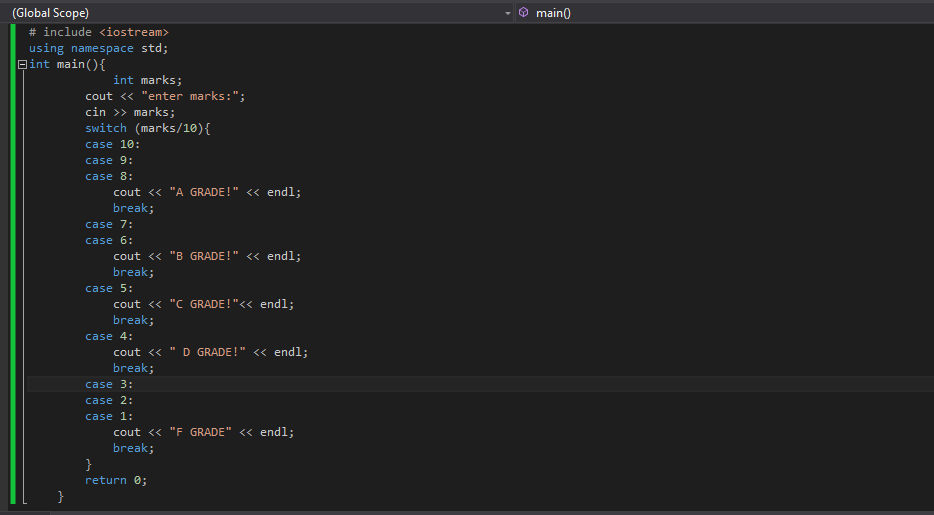 (Global Scope) main()
# include <iostream>
using namespace std;
int main(){
int marks;
cout << "enter marks:";
cin >> marks;
switch (marks/10){
case 10:
case 9:
case 8:
cout << "A GRADE!" << endl;
break;
case 7:
case 6:
cout << "B GRADE!" << endl;
break;
case 5:
cout << "C GRADE!"<< endl;
break;
case 4:
cout << " D GRADE!" << endl;
break;
case 3:
case 2:
case 1:
cout << "F GRADE" << endl;
break;
}
return 0;
}